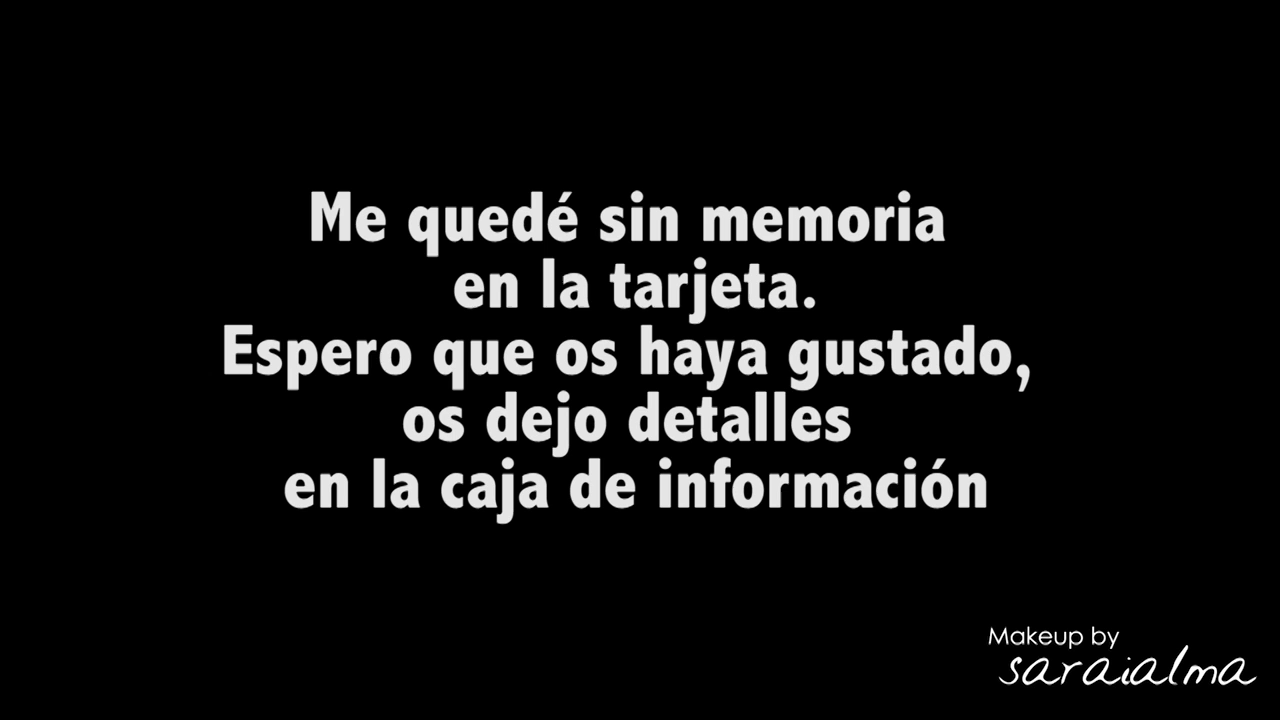 Me quedé sin memoria
en la tarjeta.
Espero que os haya gustado,
os dejo detalles
en la caja de información
Makeup by
saraialma